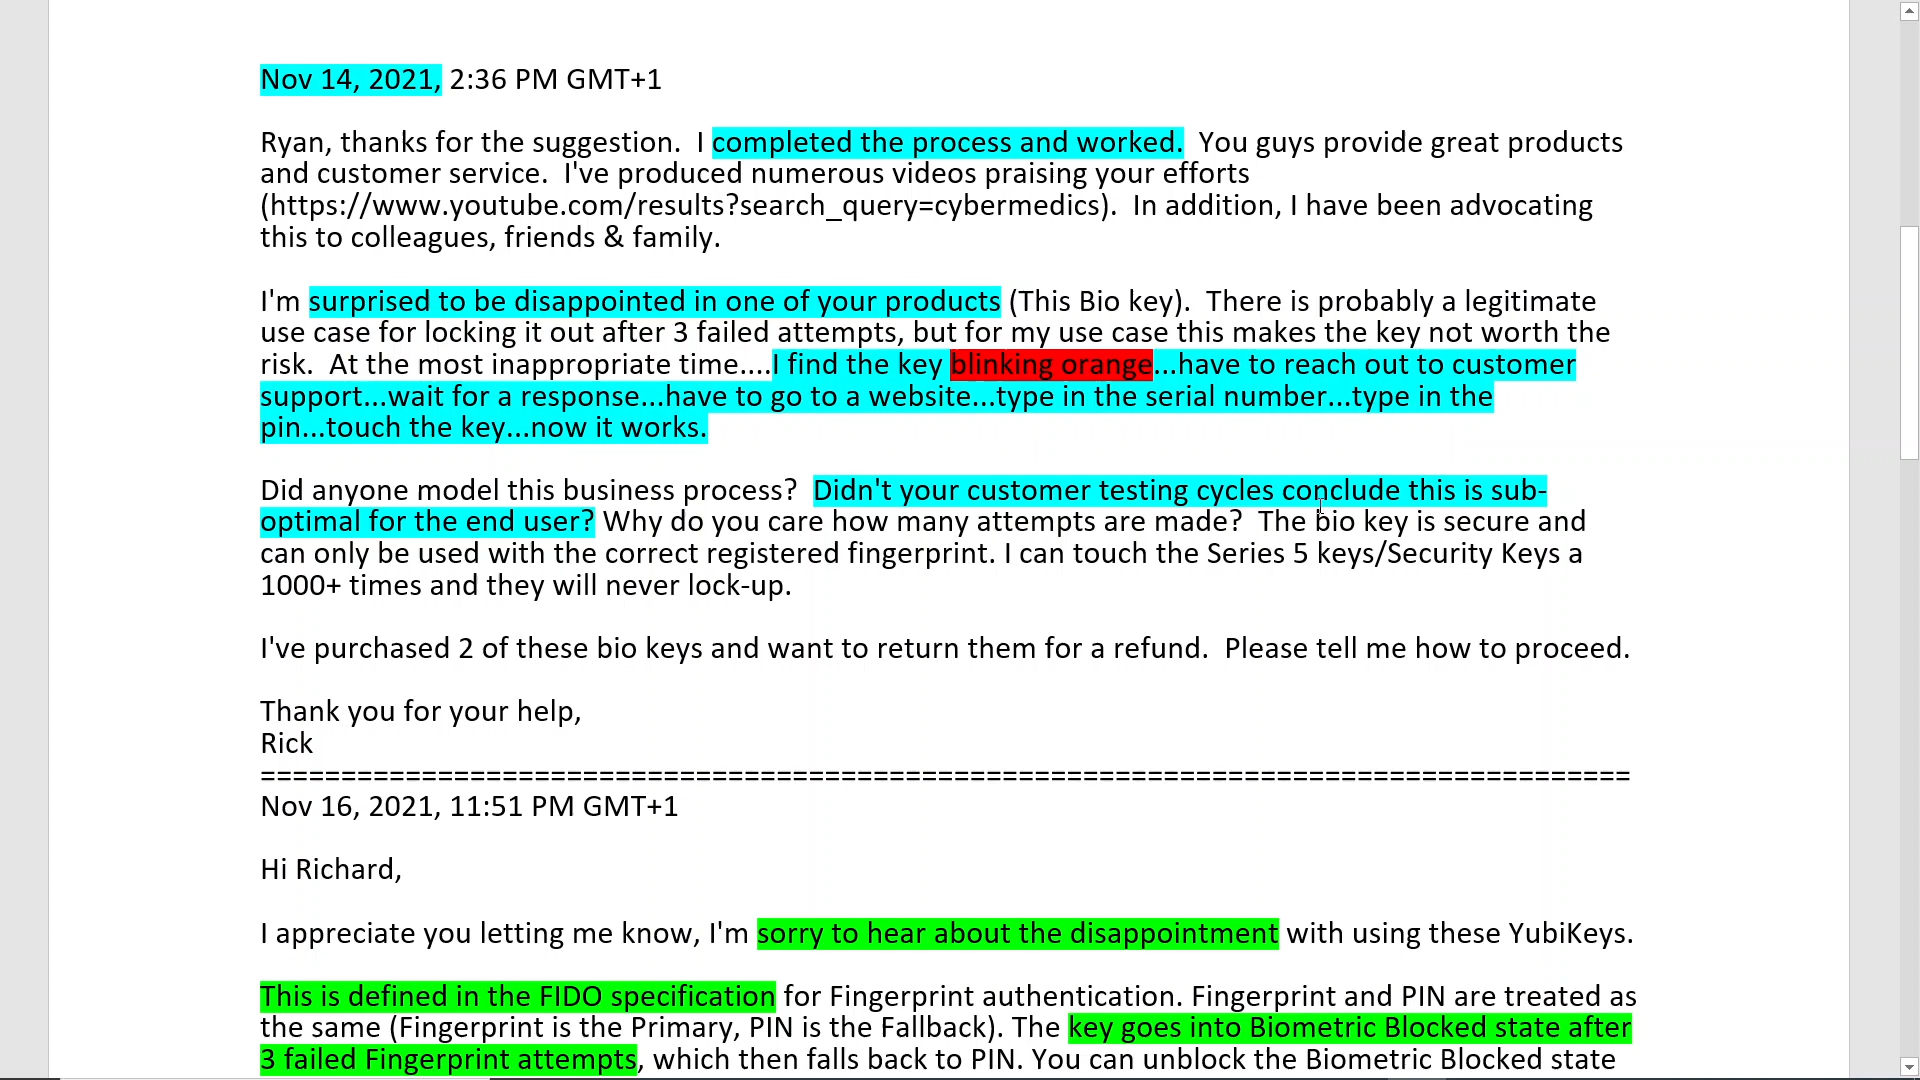 Nov 14, 2021, 2:36 PM GMT+1
Ryan, thanks for the suggestion.  I completed the process and worked.  You guys provide great products
and customer service.  I've produced numerous videos praising your efforts
(https://www.youtube.com/results?search_query=cybermedics).  In addition, I have been advocating
this to colleagues, friends & family.
I'm surprised to be disappointed in one of your products (This Bio key).  There is probably a legitimate
use case for locking it out after 3 failed attempts, but for my use case this makes the key not worth the
risk.  At the most inappropriate time....I find the key blinking orange...have to reach out to customer
support...wait for a response...have to go to a website...type in the serial number...type in the
pin...touch the key...now it works.
Did anyone model this business process?  Didn't your customer testing cycles conclude this is sub-
optimal for the end user? Why do you care how many attempts are made?  The bio key is secure and
can only be used with the correct registered fingerprint. I can touch the Series 5 keys/Security Keys a
1000+ times and they will never lock-up.
I've purchased 2 of these bio keys and want to return them for a refund.  Please tell me how to proceed.
Thank you for your help,
Rick
=====================================================================================
Nov 16, 2021, 11:51 PM GMT+1
Hi Richard,
I appreciate you letting me know, I'm sorry to hear about the disappointment with using these YubiKeys.
This is defined in the FIDO specification for Fingerprint authentication. Fingerprint and PIN are treated as
the same (Fingerprint is the Primary, PIN is the Fallback). The key goes into Biometric Blocked state after
3 failed Fingerprint attempts, which then falls back to PIN. You can unblock the Biometric Blocked state